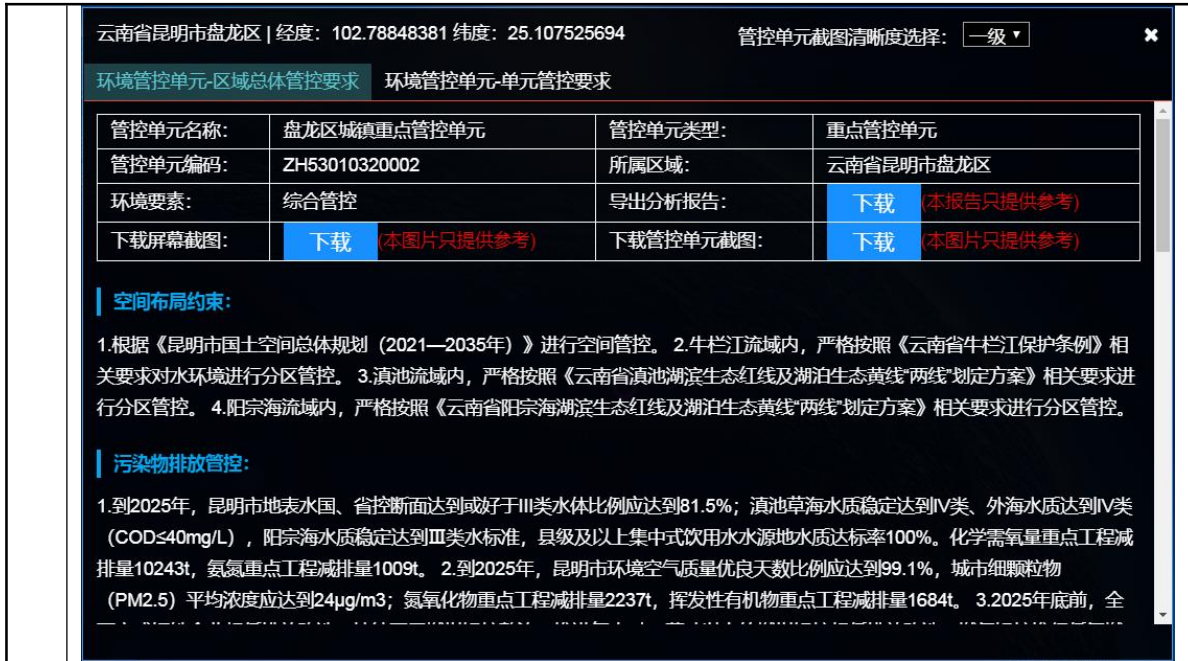 云南省昆明市盘龙区 | 经度：102.78848381 纬度：25.107525694 管控单元截图清晰度选择： 一级 ▼ ✖
环境管控单元-区域总体管控要求 环境管控单元-单元管控要求
管控单元名称： 盘龙区城镇重点管控单元 管控单元类型： 重点管控单元
管控单元编码： ZH53010320002 所属区域： 云南省昆明市盘龙区
环境要素： 综合管控 导出分析报告： 下载 (本报告只提供参考)
下载屏幕截图： 下载 (本图片只提供参考) 下载管控单元截图： 下载 (本图片只提供参考)
空间布局约束：
1.根据《昆明市国土空间总体规划（2021—2035年）》进行空间管控。 2.牛栏江流域内，严格按照《云南省牛栏江保护条例》相
关要求对水环境进行分区管控。 3.滇池流域内，严格按照《云南省滇池湖滨生态红线及湖泊生态黄线“两线”划定方案》相关要求进
行分区管控。 4.阳宗海流域内，严格按照《云南省阳宗海湖滨生态红线及湖泊生态黄线“两线”划定方案》相关要求进行分区管控。
污染物排放管控：
1.到2025年，昆明市地表水国、省控断面达到或好于III类水体比例应达到81.5%；滇池草海水质稳定达到IV类、外海水质达到IV类
（COD≤40mg/L），阳宗海水质稳定达到Ⅲ类水标准，县级及以上集中式饮用水水源地水质达标率100%。化学需氧量重点工程减
排量10243t，氨氮重点工程减排量1009t。 2.到2025年，昆明市环境空气质量优良天数比例应达到99.1%，城市细颗粒物
（PM2.5）平均浓度应达到24μg/m3；氮氧化物重点工程减排量2237t，挥发性有机物重点工程减排量1684t。 3.2025年底前，全